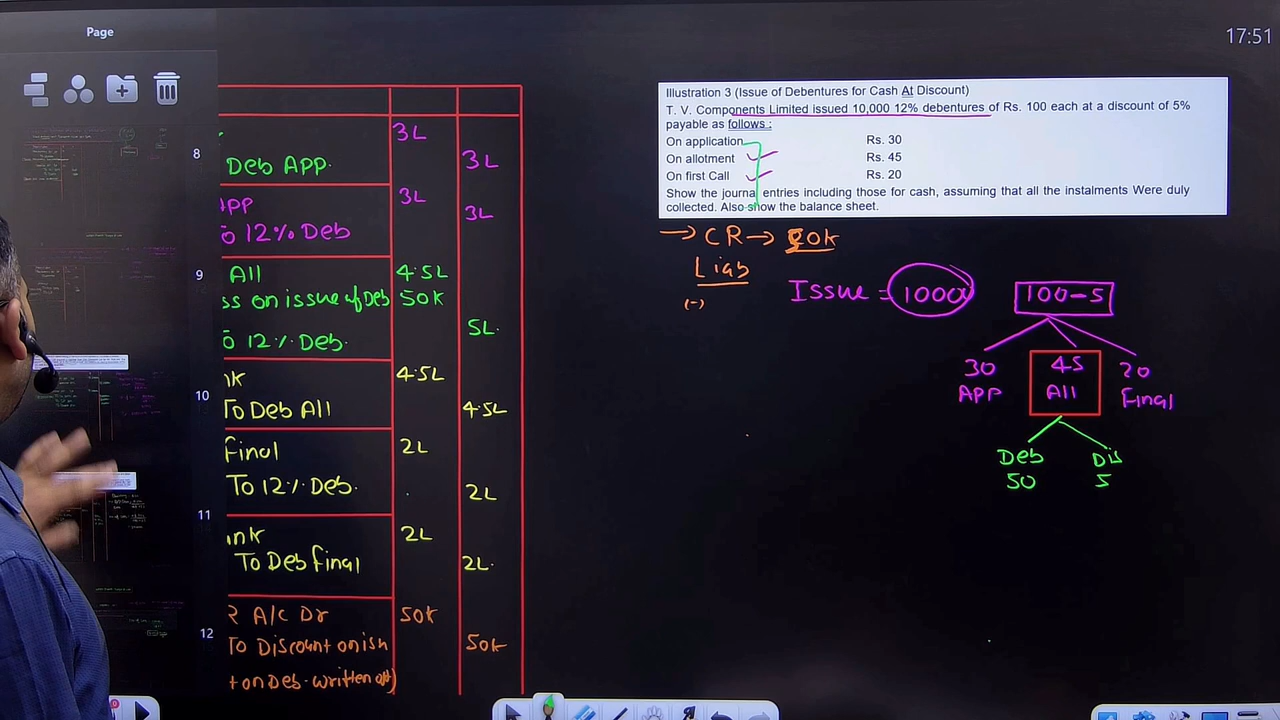 Page
17:51
8
9
10
11
12
3L
Deb App.
3L
App
3L
To 12% Deb
3L
All
4.5L
ss on issue of Deb
50K
To 12% Deb.
5L.
nk
4.5L
To Deb All
4.5L
Final
2L
To 12% Deb.
2L
ank
2L
To Deb final
2L.
R A/C Dr
50K
To Discount on issu
50K
t on Deb. written off)
Illustration 3 (Issue of Debentures for Cash At Discount)
T. V. Components Limited issued 10,000 12% debentures of Rs. 100 each at a discount of 5%
payable as follows :
On application Rs. 30
On allotment Rs. 45
On first Call Rs. 20
Show the journal entries including those for cash, assuming that all the instalments Were duly
collected. Also show the balance sheet.
→ CR → 50K
Liab
(-)
Issue = 10000
100-5
30
App
45
All
20
Final
Deb
50
Dis
5